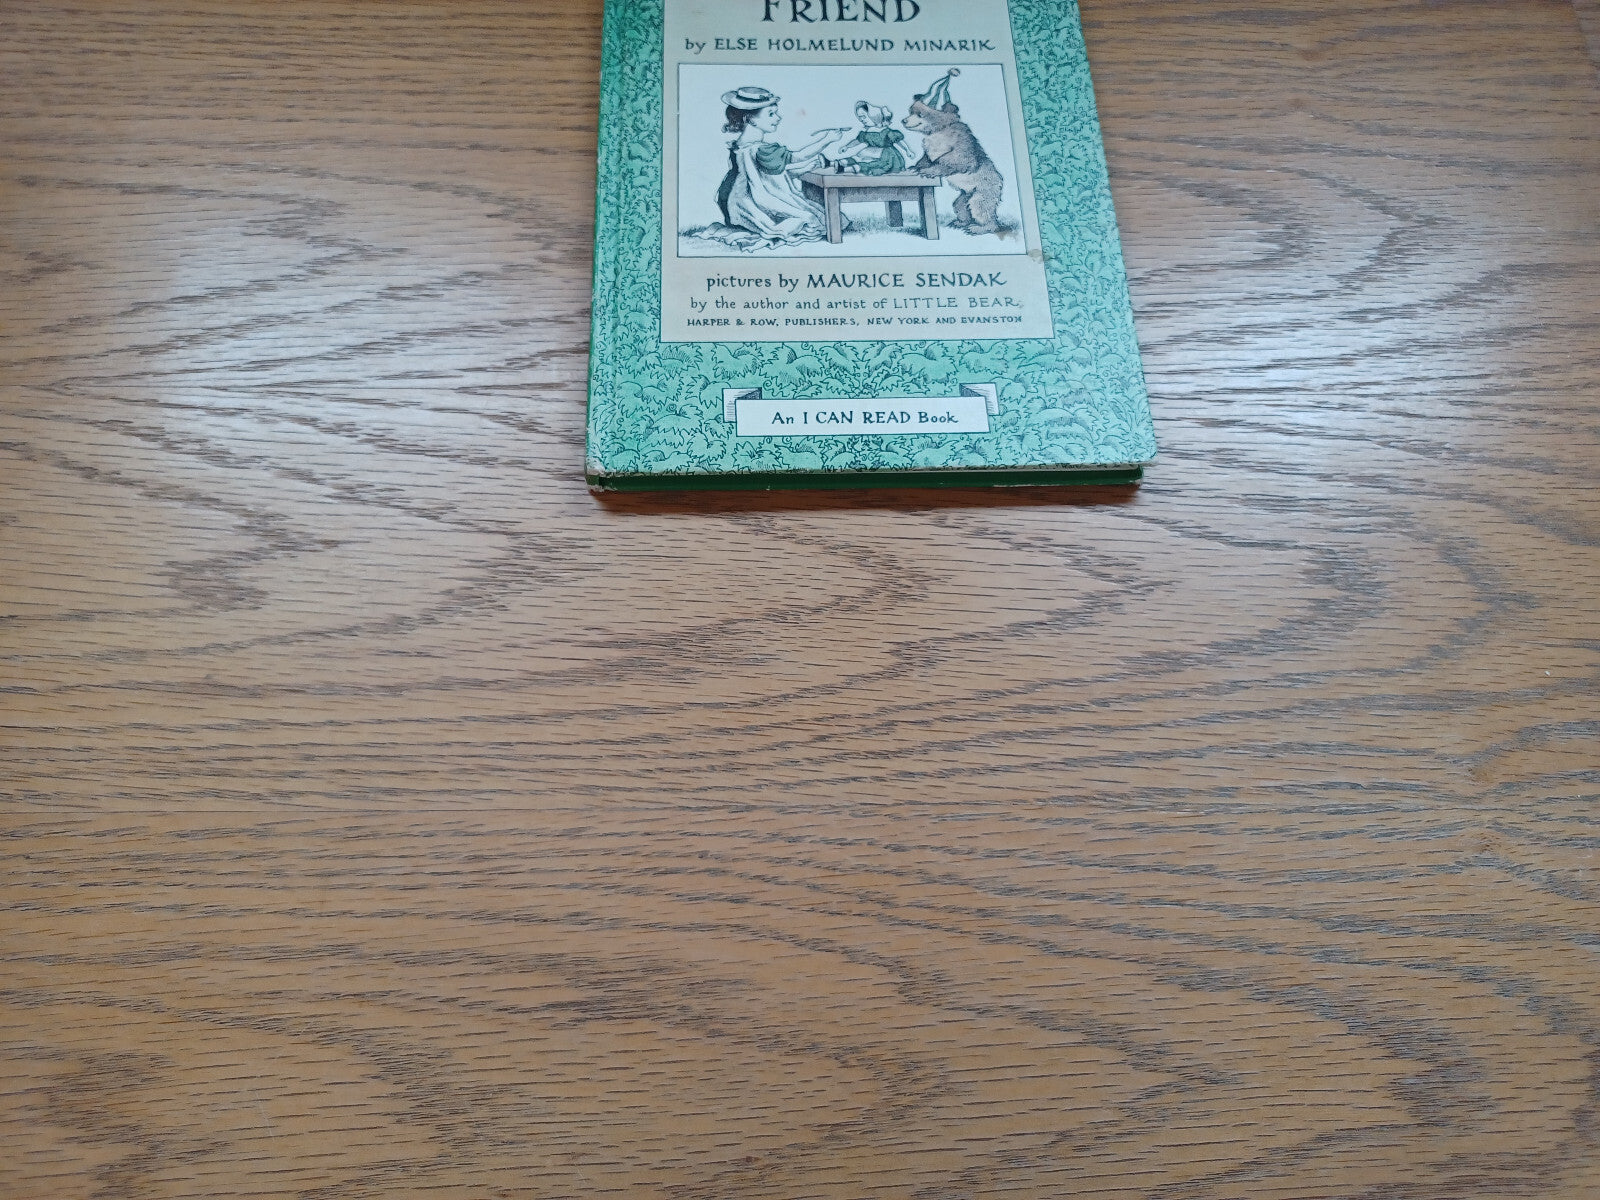 FRIEND
by ELSE HOLMELUND MINARIK
pictures by MAURICE SENDAK
by the author and artist of LITTLE BEAR
HARPER & ROW, PUBLISHERS, NEW YORK AND EVANSTON
An I CAN READ Book